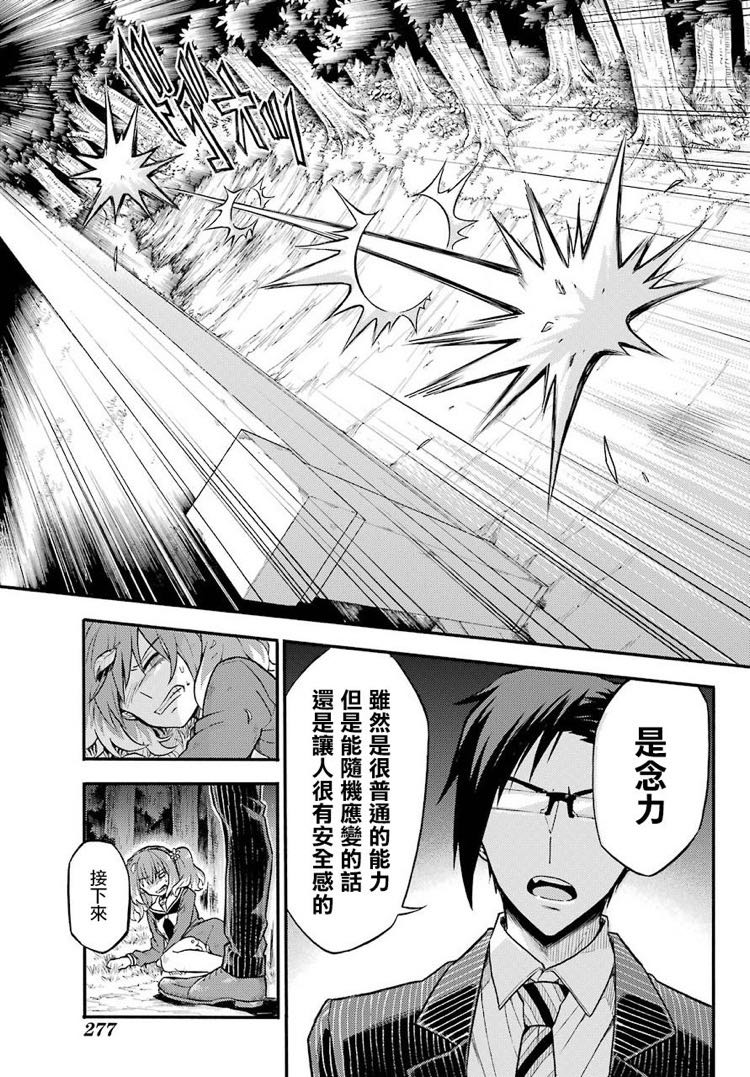 是念力
雖然是很普通的能力
但是能隨機應變的話
還是讓人很有安全感的
接下來
277